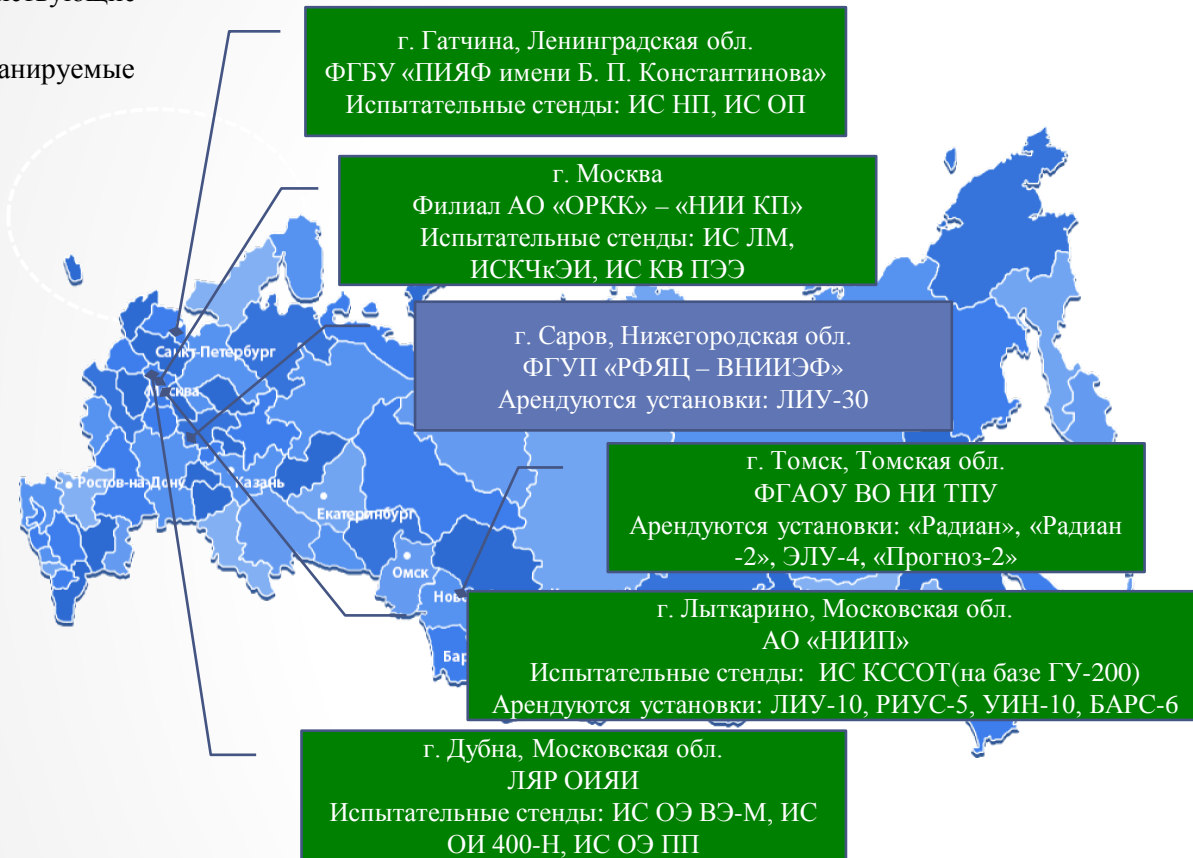 г. Гатчина, Ленинградская обл.
ФГБУ «ПИЯФ имени Б. П. Константинова»
Испытательные стенды: ИС НП, ИС ОП
г. Москва
Филиал АО «ОРКК» – «НИИ КП»
Испытательные стенды: ИС ЛМ,
ИСКЧкЭИ, ИС КВ ПЭЭ
г. Саров, Нижегородская обл.
ФГУП «РФЯЦ – ВНИИЭФ»
Арендуются установки: ЛИУ-30
Санкт-Петербург
Москва
Ростов-на-Дону
Казань
Екатеринбург
Омск
г. Томск, Томская обл.
ФГАОУ ВО НИ ТПУ
Арендуются установки: «Радиан», «Радиан
-2», ЭЛУ-4, «Прогноз-2»
г. Лыткарино, Московская обл.
АО «НИИП»
Испытательные стенды: ИС КССОТ(на базе ГУ-200)
Арендуются установки: ЛИУ-10, РИУС-5, УИН-10, БАРС-6
г. Дубна, Московская обл.
ЛЯР ОИЯИ
Испытательные стенды: ИС ОЭ ВЭ-М, ИС
ОИ 400-Н, ИС ОЭ ПП